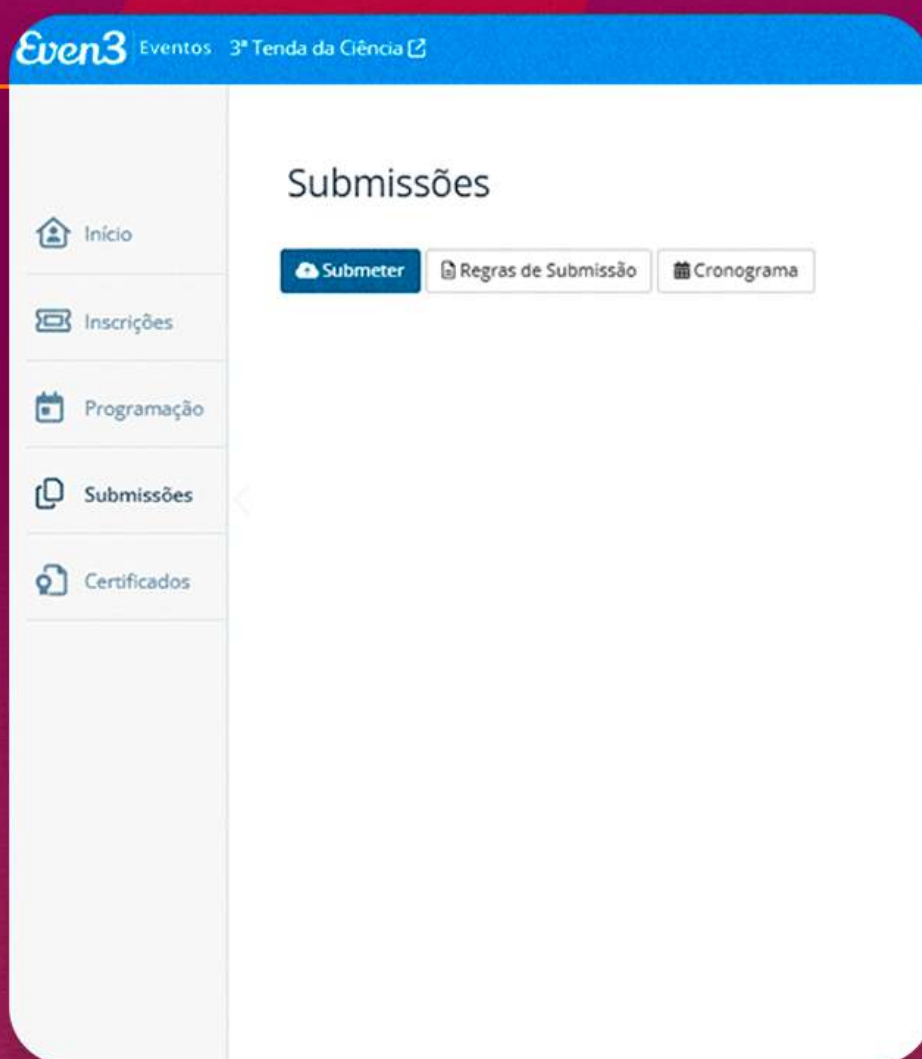 Even3 Eventos 3ª Tenda da Ciência
Submissões
Submeter Regras de Submissão Cronograma
Início
Inscrições
Programação
Submissões
Certificados